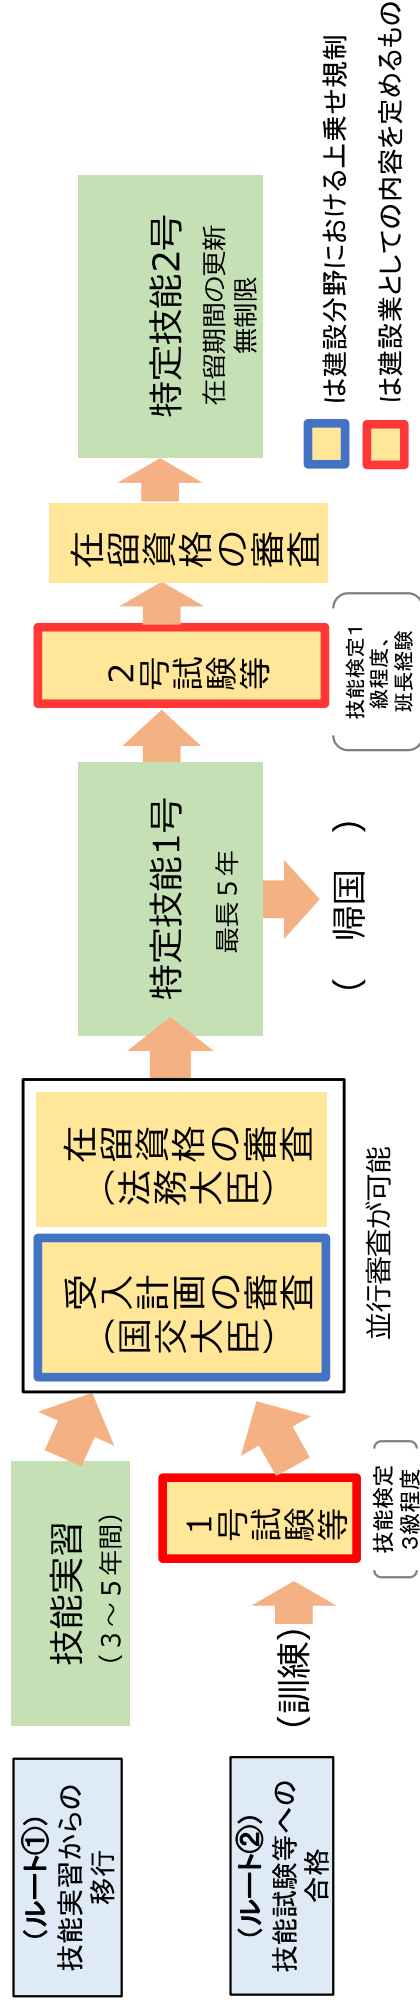 （ルート①）
技能実習からの
移行
技能実習
（３～５年間）
（ルート②）
技能試験等への
合格
（訓練）
１号試験等
技能検定
３級程度
受入計画の審査
（国交大臣）
在留資格の審査
（法務大臣）
並行審査が可能
特定技能1号
最長５年
（　帰国　）
２号試験等
技能検定１
級程度、
班長経験
在留資格の審査
特定技能2号
在留期間の更新
無制限
は建設分野における上乗せ規制
は建設業としての内容を定めるもの